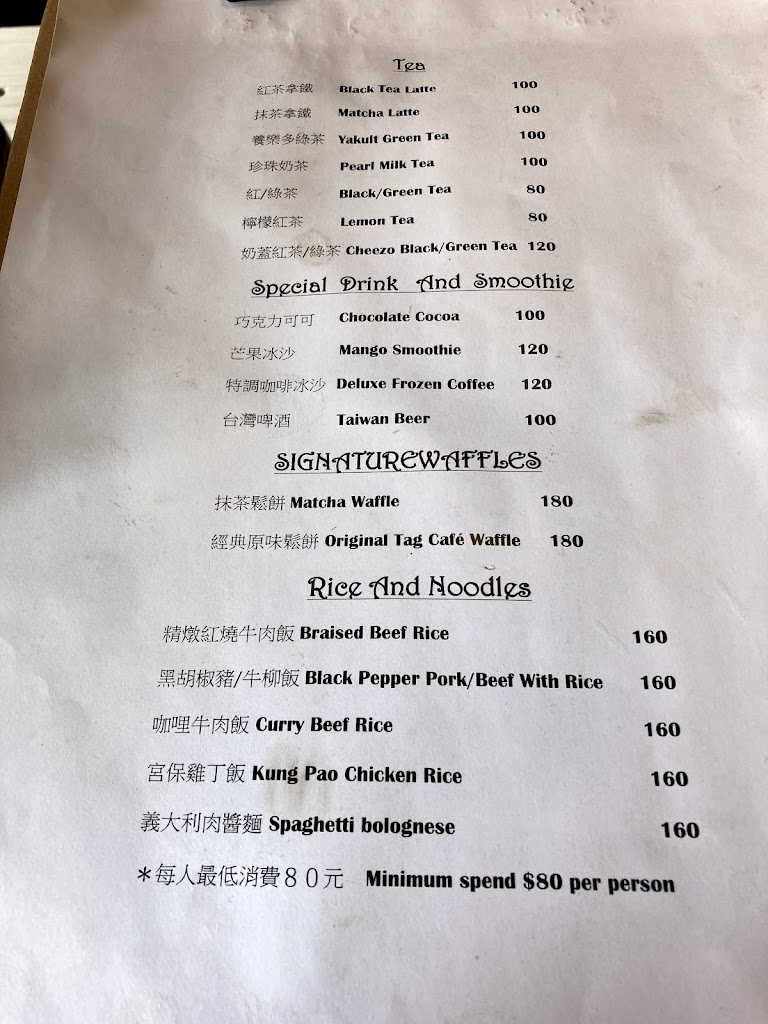 Tea
紅茶拿鐵 Black Tea Latte 100
抹茶拿鐵 Matcha Latte 100
養樂多綠茶 Yakult Green Tea 100
珍珠奶茶 Pearl Milk Tea 100
紅/綠茶 Black/Green Tea 80
檸檬紅茶 Lemon Tea 80
奶蓋紅茶/綠茶 Cheezo Black/Green Tea 120
Special Drink And Smoothie
巧克力可可 Chocolate Cocoa 100
芒果冰沙 Mango Smoothie 120
特調咖啡冰沙 Deluxe Frozen Coffee 120
台灣啤酒 Taiwan Beer 100
SIGNATUREWAFFLES
抹茶鬆餅 Matcha Waffle 180
經典原味鬆餅 Original Tag Café Waffle 180
Rice And Noodles
精燉紅燒牛肉飯 Braised Beef Rice 160
黑胡椒豬/牛柳飯 Black Pepper Pork/Beef With Rice 160
咖哩牛肉飯 Curry Beef Rice 160
宮保雞丁飯 Kung Pao Chicken Rice 160
義大利肉醬麵 Spaghetti bolognese 160
＊每人最低消費８０元 Minimum spend $80 per person